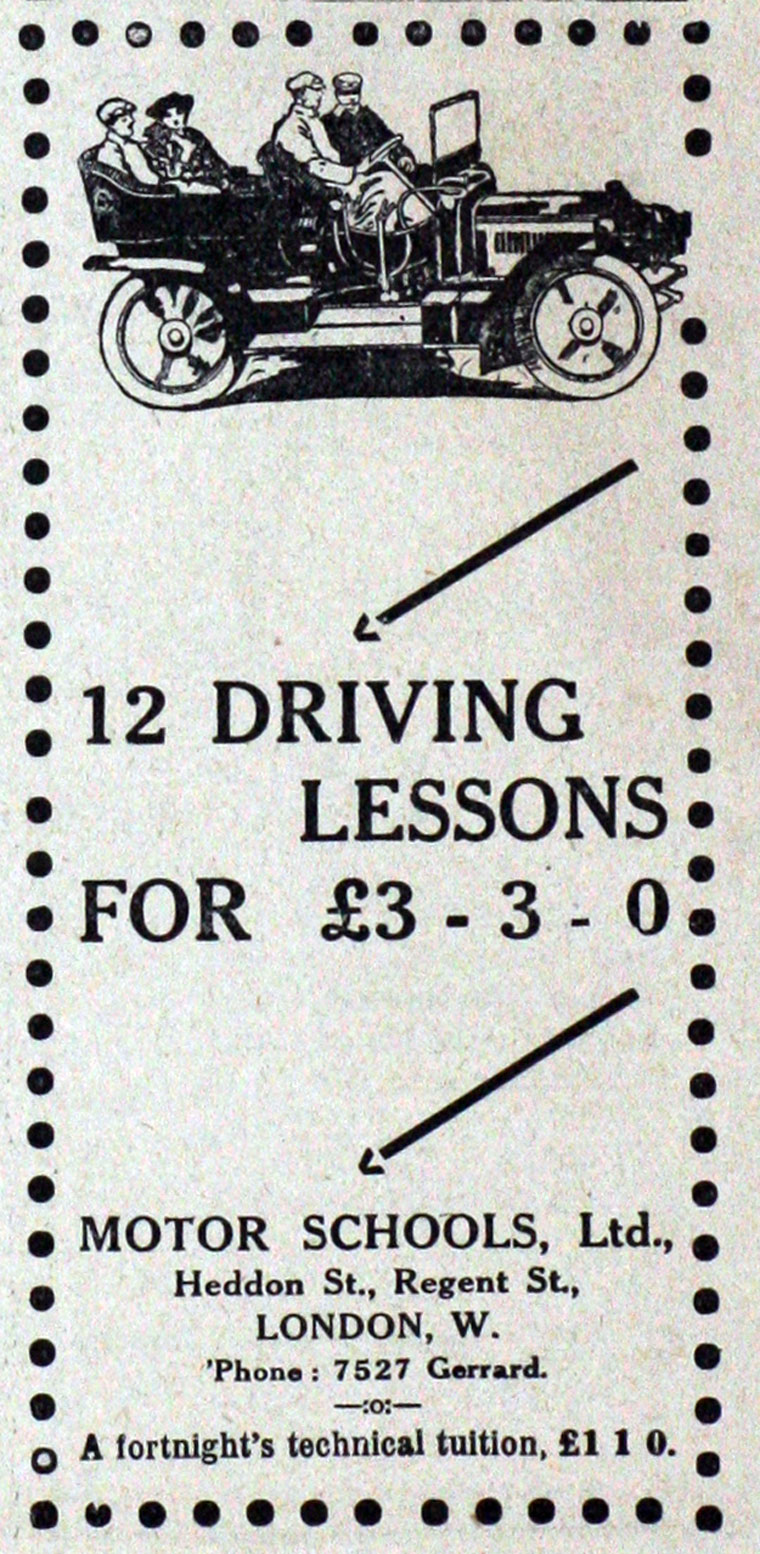 12 DRIVING
LESSONS
FOR £3 - 3 - 0
MOTOR SCHOOLS, Ltd.,
Heddon St., Regent St.,
LONDON, W.
'Phone : 7527 Gerrard.
—:o:—
A fortnight's technical tuition, £1 1 0.